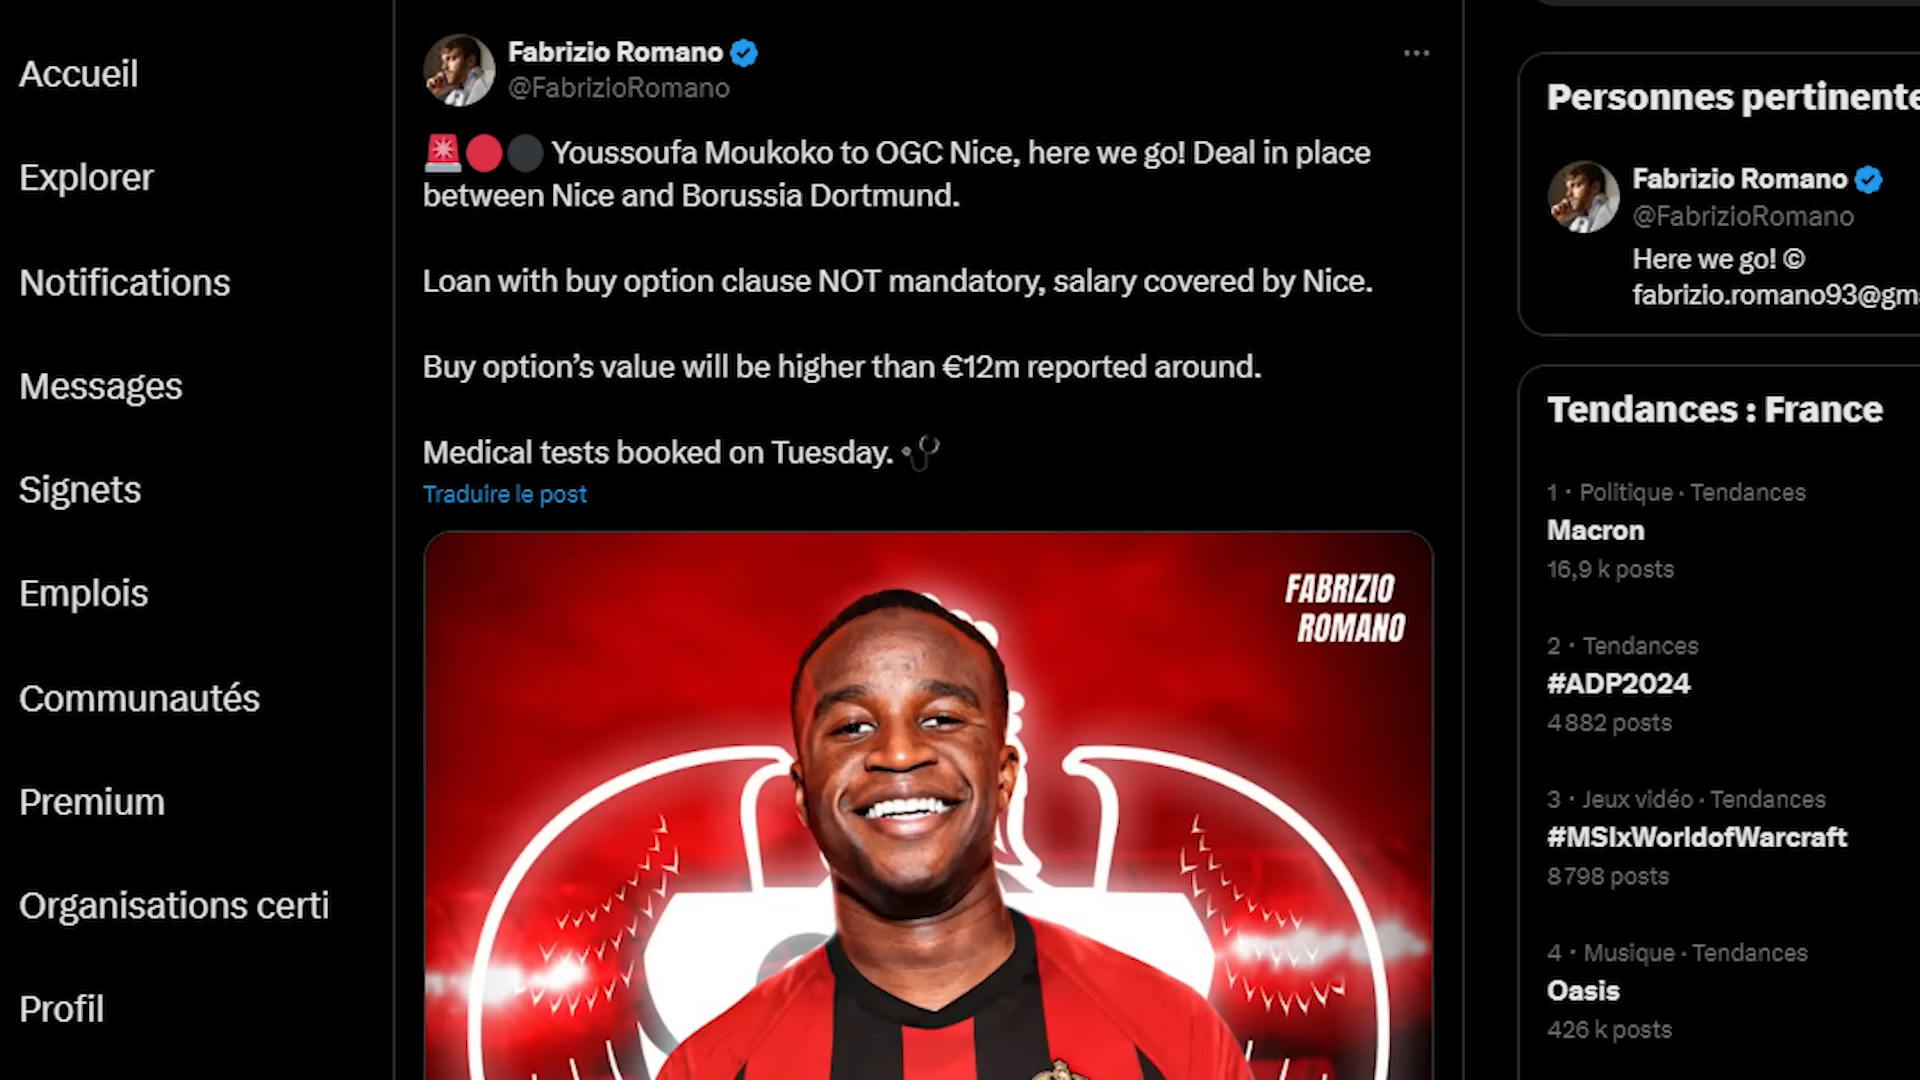 Accueil
Explorer
Notifications
Messages
Signets
Emplois
Communautés
Premium
Organisations certi
Profil
Fabrizio Romano
@FabrizioRomano
Youssoufa Moukoko to OGC Nice, here we go! Deal in place
between Nice and Borussia Dortmund.
Loan with buy option clause NOT mandatory, salary covered by Nice.
Buy option’s value will be higher than €12m reported around.
Medical tests booked on Tuesday.
Traduire le post
FABRIZIO
ROMANO
Personnes pertinente
Fabrizio Romano
@FabrizioRomano
Here we go! ©
fabrizio.romano93@gm
Tendances : France
1 · Politique · Tendances
Macron
16,9 k posts
2 · Tendances
#ADP2024
4 882 posts
3 · Jeux vidéo · Tendances
#MSIxWorldofWarcraft
8 798 posts
4 · Musique · Tendances
Oasis
426 k posts